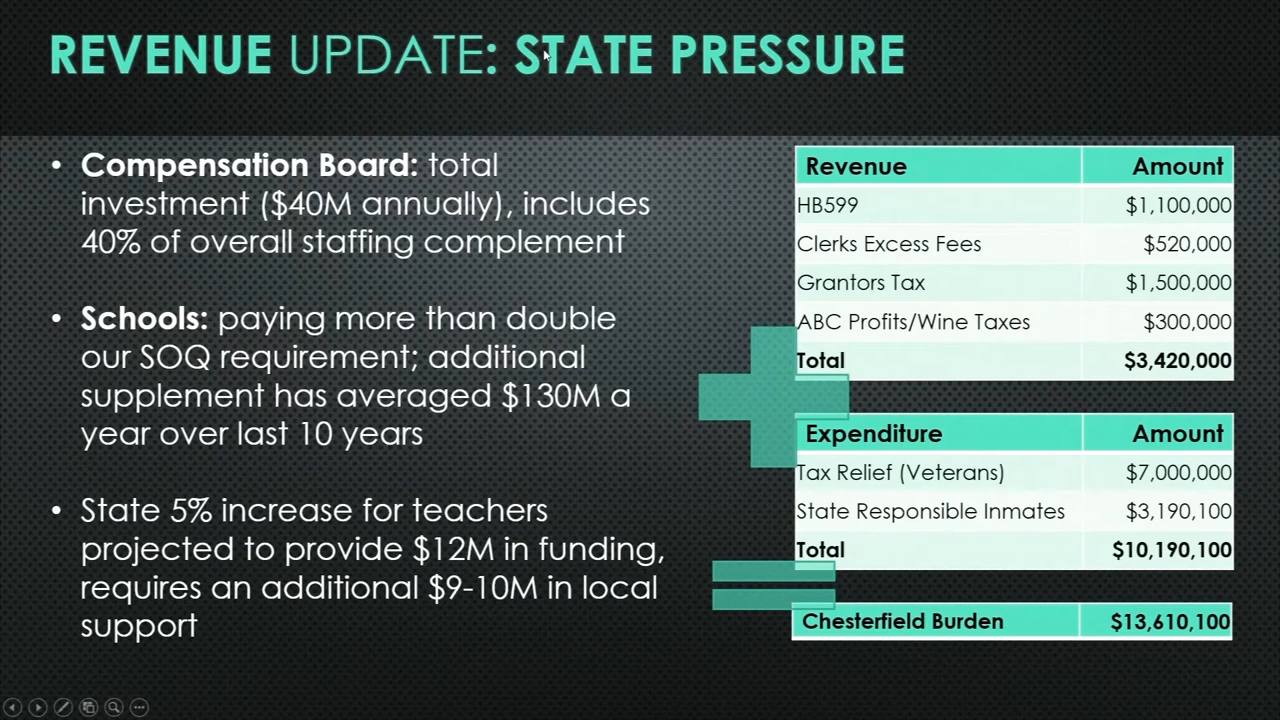 REVENUE UPDATE: STATE PRESSURE
• Compensation Board: total
investment ($40M annually), includes
40% of overall staffing complement
• Schools: paying more than double
our SOQ requirement; additional
supplement has averaged $130M a
year over last 10 years
• State 5% increase for teachers
projected to provide $12M in funding,
requires an additional $9-10M in local
support
Revenue Amount
HB599 $1,100,000
Clerks Excess Fees $520,000
Grantors Tax $1,500,000
ABC Profits/Wine Taxes $300,000
Total $3,420,000
Expenditure Amount
Tax Relief (Veterans) $7,000,000
State Responsible Inmates $3,190,100
Total $10,190,100
Chesterfield Burden $13,610,100